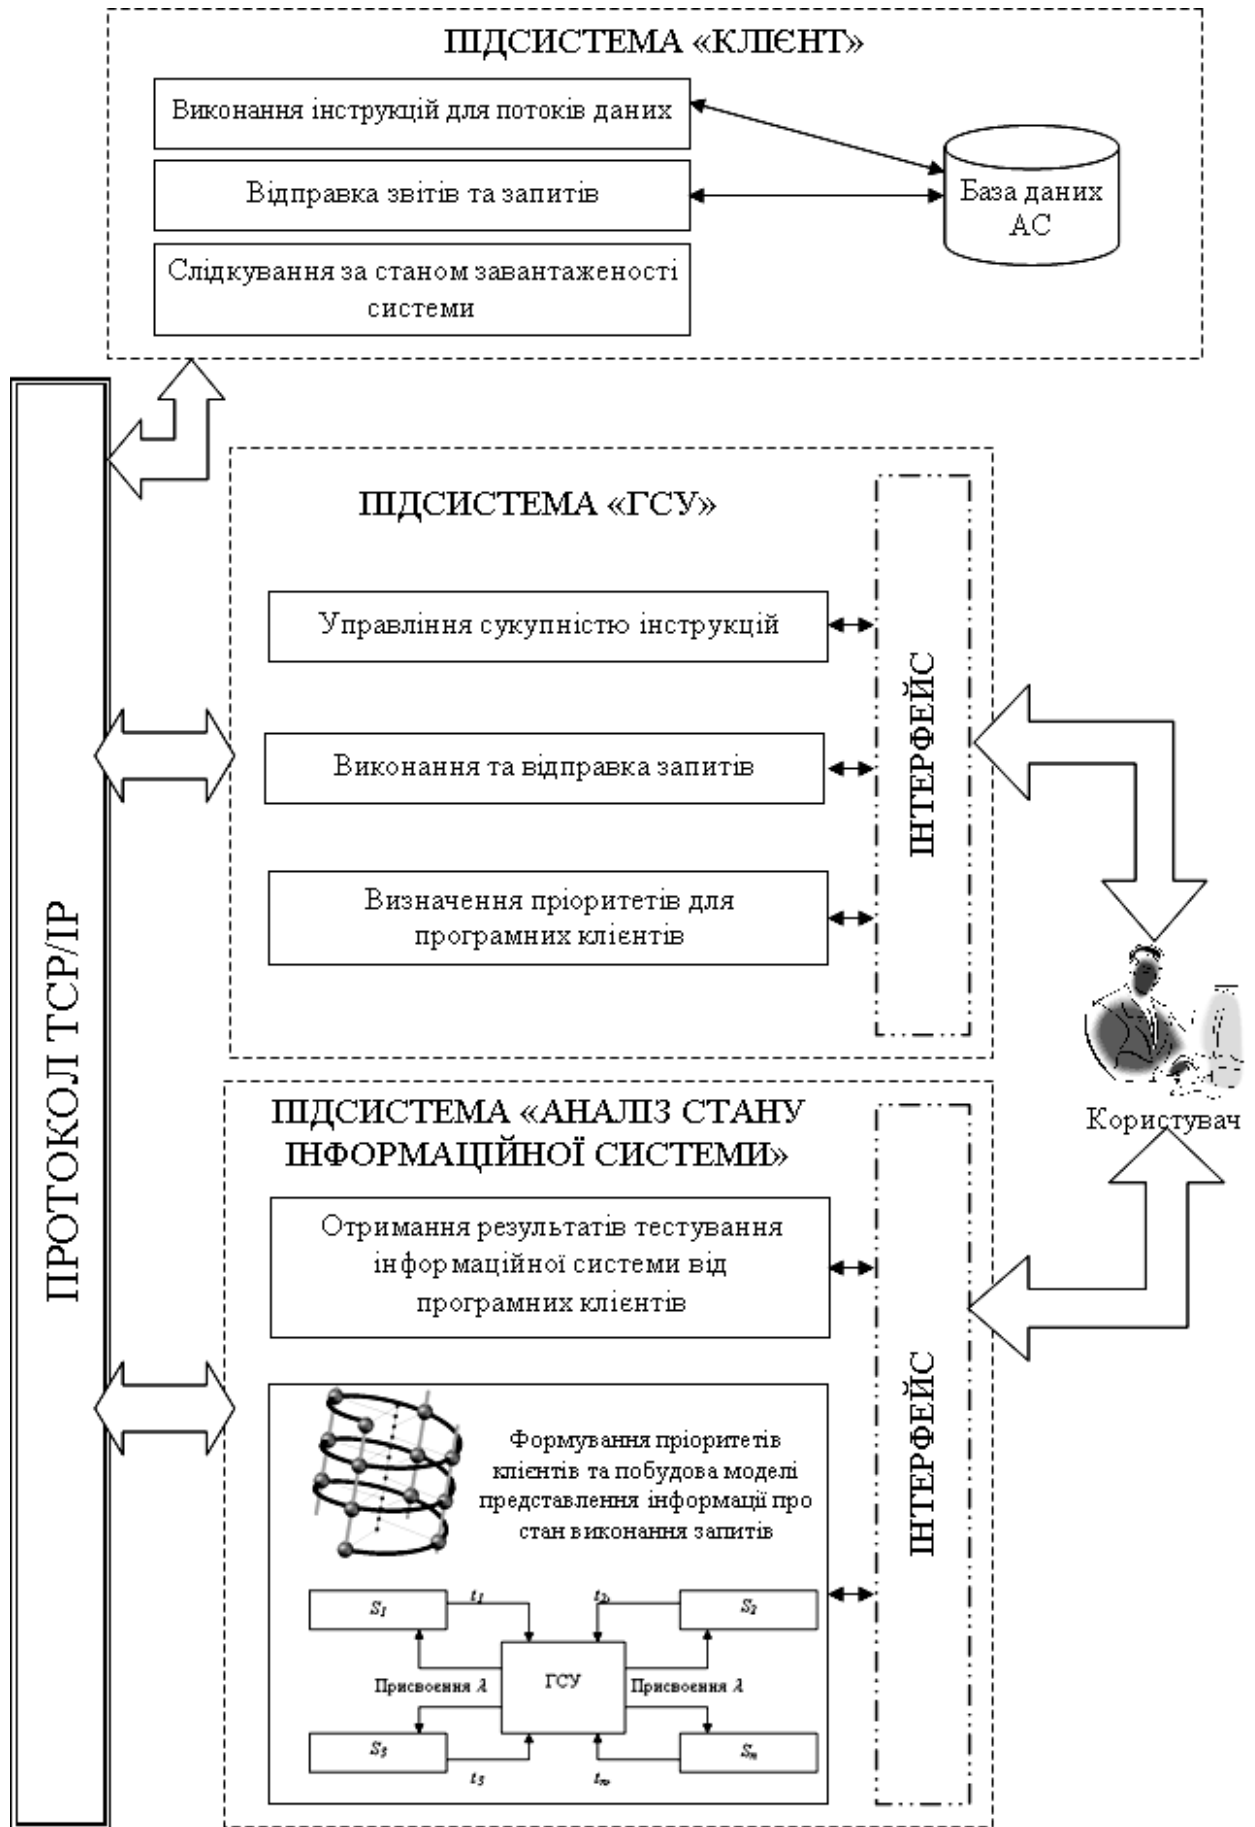 ПІДСИСТЕМА «КЛІЄНТ»
Виконання інструкцій для потоків даних
Відправка звітів та запитів
Слідкування за станом завантаженості
системи
База даних
АС
ПРОТОКОЛ TCP/IP
ПІДСИСТЕМА «ГСУ»
Управління сукупністю інструкцій
Виконання та відправка запитів
Визначення пріоритетів для
програмних клієнтів
ІНТЕРФЕЙС
Користувач
ПІДСИСТЕМА «АНАЛІЗ СТАНУ
ІНФОРМАЦІЙНОЇ СИСТЕМИ»
Отримання результатів тестування
інформаційної системи від
програмних клієнтів
Формування пріоритетів
клієнтів та побудова моделі
представлення інформації про
стан виконання запитів
S1
t1
t2
S2
Присвоєння λ
ГСУ
Присвоєння λ
S3
t3
tn
Sn
ІНТЕРФЕЙС